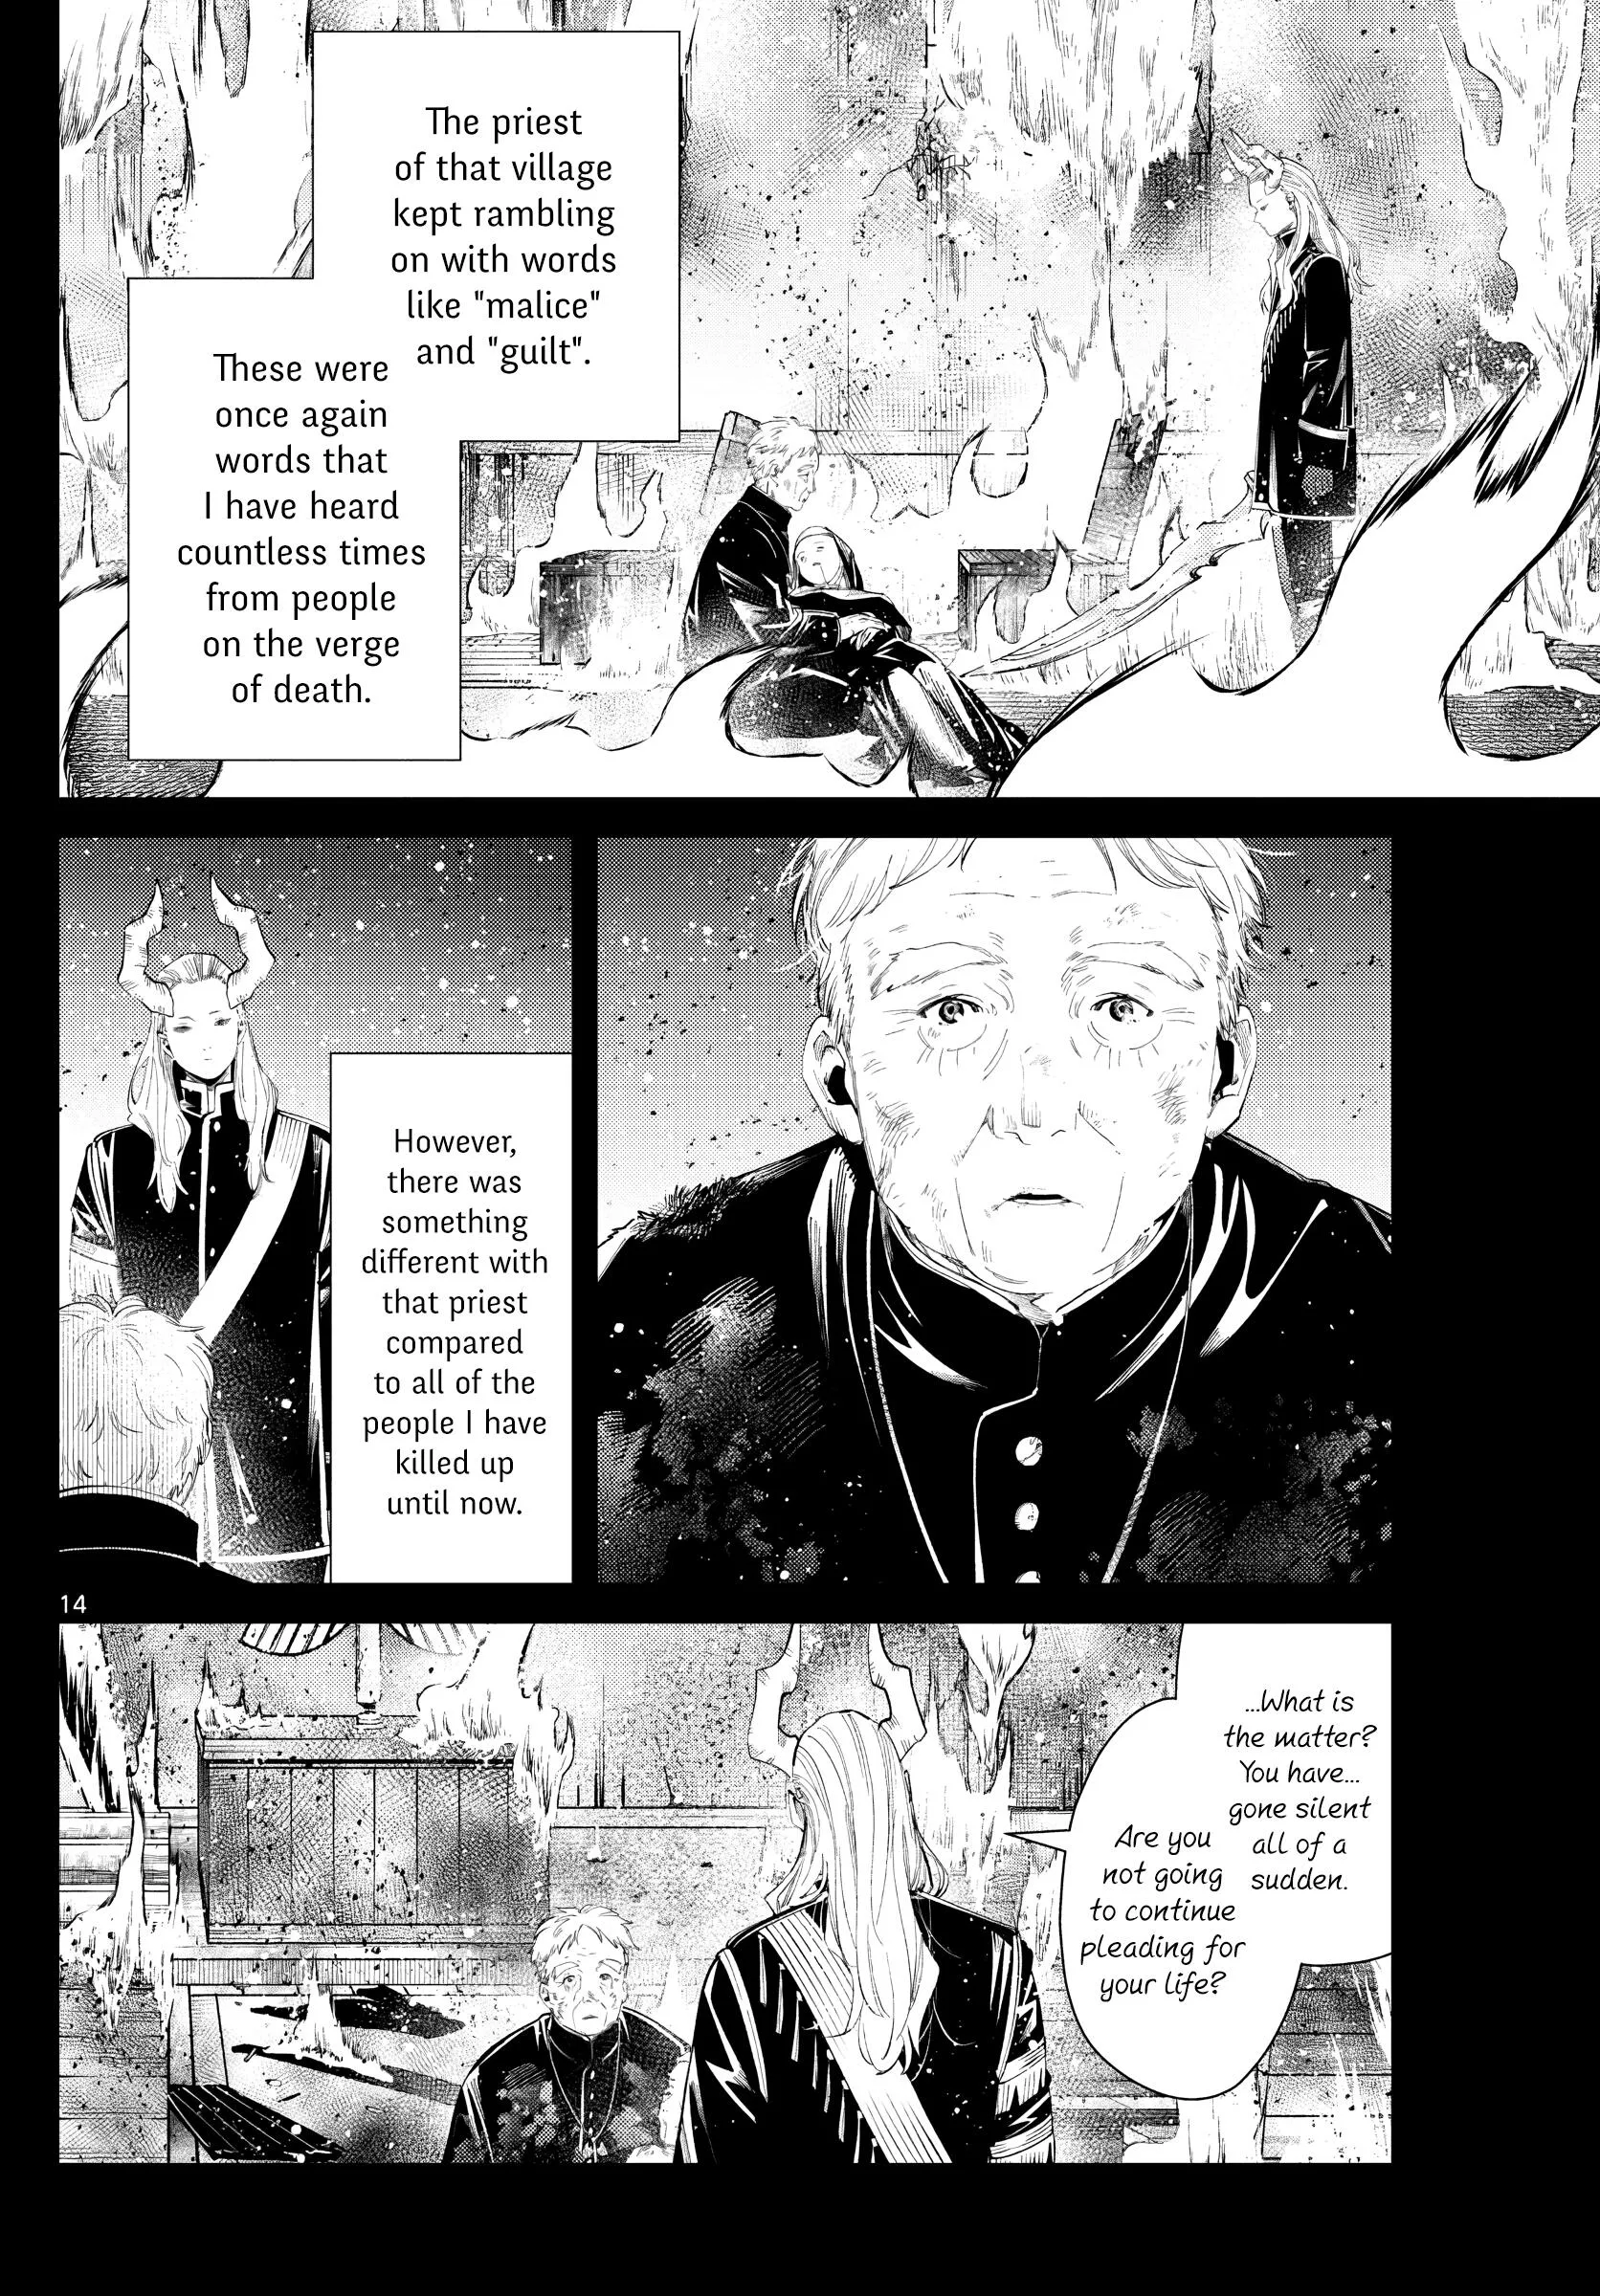 The priest
of that village
kept rambling
on with words
like "malice"
and "guilt".
These were
once again
words that
I have heard
countless times
from people
on the verge
of death.
However,
there was
something
different with
that priest
compared
to all of the
people I have
killed up
until now.
14
...What is
the matter?
You have...
gone silent
all of a
sudden.
Are you
not going
to continue
pleading for
your life?